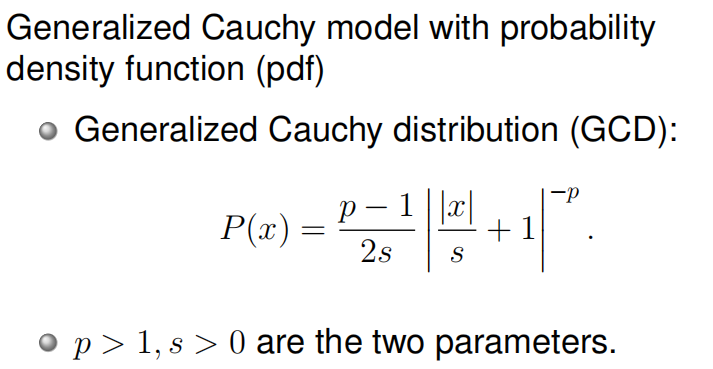 Generalized Cauchy model with probability
density function (pdf)
Generalized Cauchy distribution (GCD):
P(x) = \frac{p-1}{2s} \left| \frac{|x|}{s} + 1 \right|^{-p}.
p > 1, s > 0 are the two parameters.